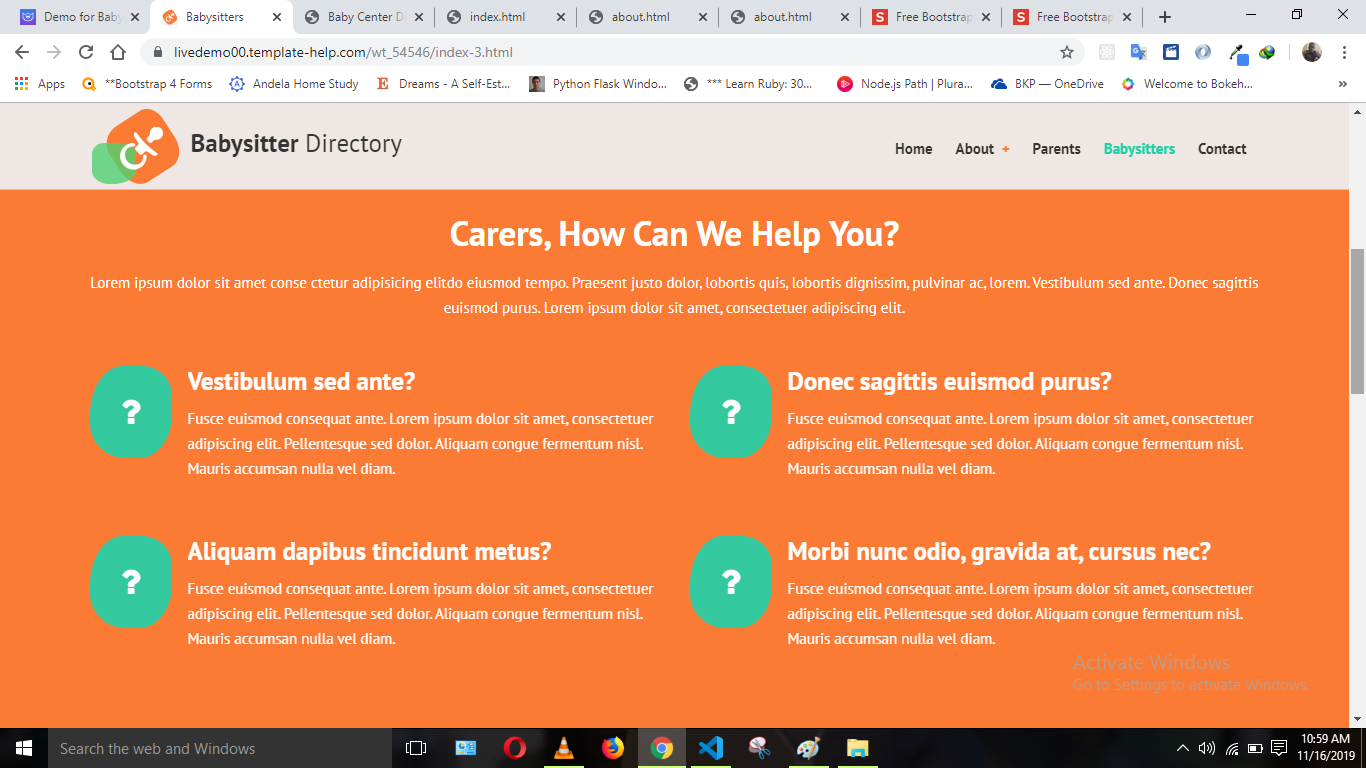 Demo for Baby
Babysitters
Baby Center D
index.html
about.html
about.html
Free Bootstrap
Free Bootstrap
livedemo00.template-help.com/wt_54546/index-3.html
Apps
**Bootstrap 4 Forms
Andela Home Study
Dreams - A Self-Est...
Python Flask Windo...
*** Learn Ruby: 30...
Node.js Path | Plura...
BKP — OneDrive
Welcome to Bokeh...
»
Babysitter Directory
Home
About +
Parents
Babysitters
Contact
Carers, How Can We Help You?
Lorem ipsum dolor sit amet conse ctetur adipisicing elitdo eiusmod tempo. Praesent justo dolor, lobortis quis, lobortis dignissim, pulvinar ac, lorem. Vestibulum sed ante. Donec sagittis
euismod purus. Lorem ipsum dolor sit amet, consectetuer adipiscing elit.
?
Vestibulum sed ante?
Fusce euismod consequat ante. Lorem ipsum dolor sit amet, consectetuer
adipiscing elit. Pellentesque sed dolor. Aliquam congue fermentum nisl.
Mauris accumsan nulla vel diam.
?
Donec sagittis euismod purus?
Fusce euismod consequat ante. Lorem ipsum dolor sit amet, consectetuer
adipiscing elit. Pellentesque sed dolor. Aliquam congue fermentum nisl.
Mauris accumsan nulla vel diam.
?
Aliquam dapibus tincidunt metus?
Fusce euismod consequat ante. Lorem ipsum dolor sit amet, consectetuer
adipiscing elit. Pellentesque sed dolor. Aliquam congue fermentum nisl.
Mauris accumsan nulla vel diam.
?
Morbi nunc odio, gravida at, cursus nec?
Fusce euismod consequat ante. Lorem ipsum dolor sit amet, consectetuer
adipiscing elit. Pellentesque sed dolor. Aliquam congue fermentum nisl.
Mauris accumsan nulla vel diam.
Activate Windows
Go to Settings to activate Windows.
Search the web and Windows
10:59 AM
11/16/2019